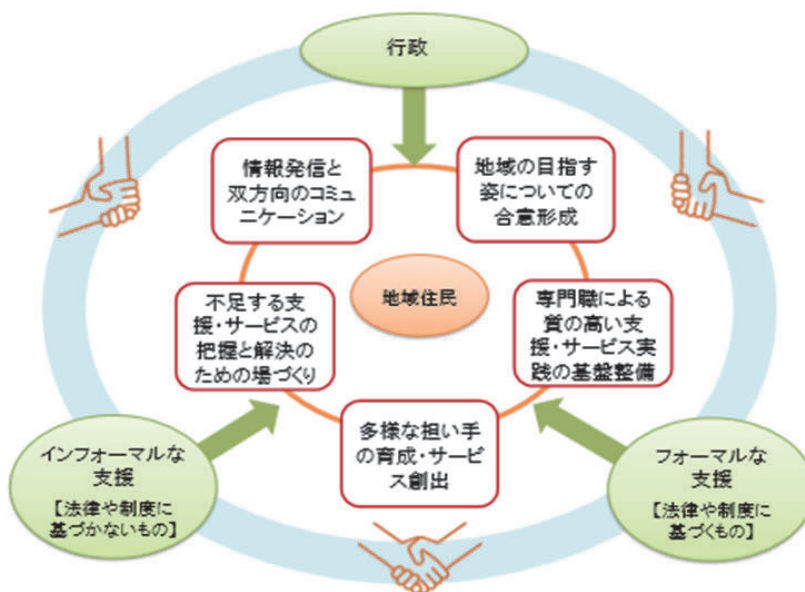 行政
情報発信と
双方向のコミュ
ニケーション
地域の目指す
姿についての
合意形成
地域住民
不足する支
援・サービスの
把握と解決の
ための場づくり
専門職による
質の高い支
援・サービス実
践の基盤整備
多様な担い手
の育成・サービ
ス創出
インフォーマルな
支援
【法律や制度に
基づかないもの】
フォーマルな
支援
【法律や制度に
基づくもの】